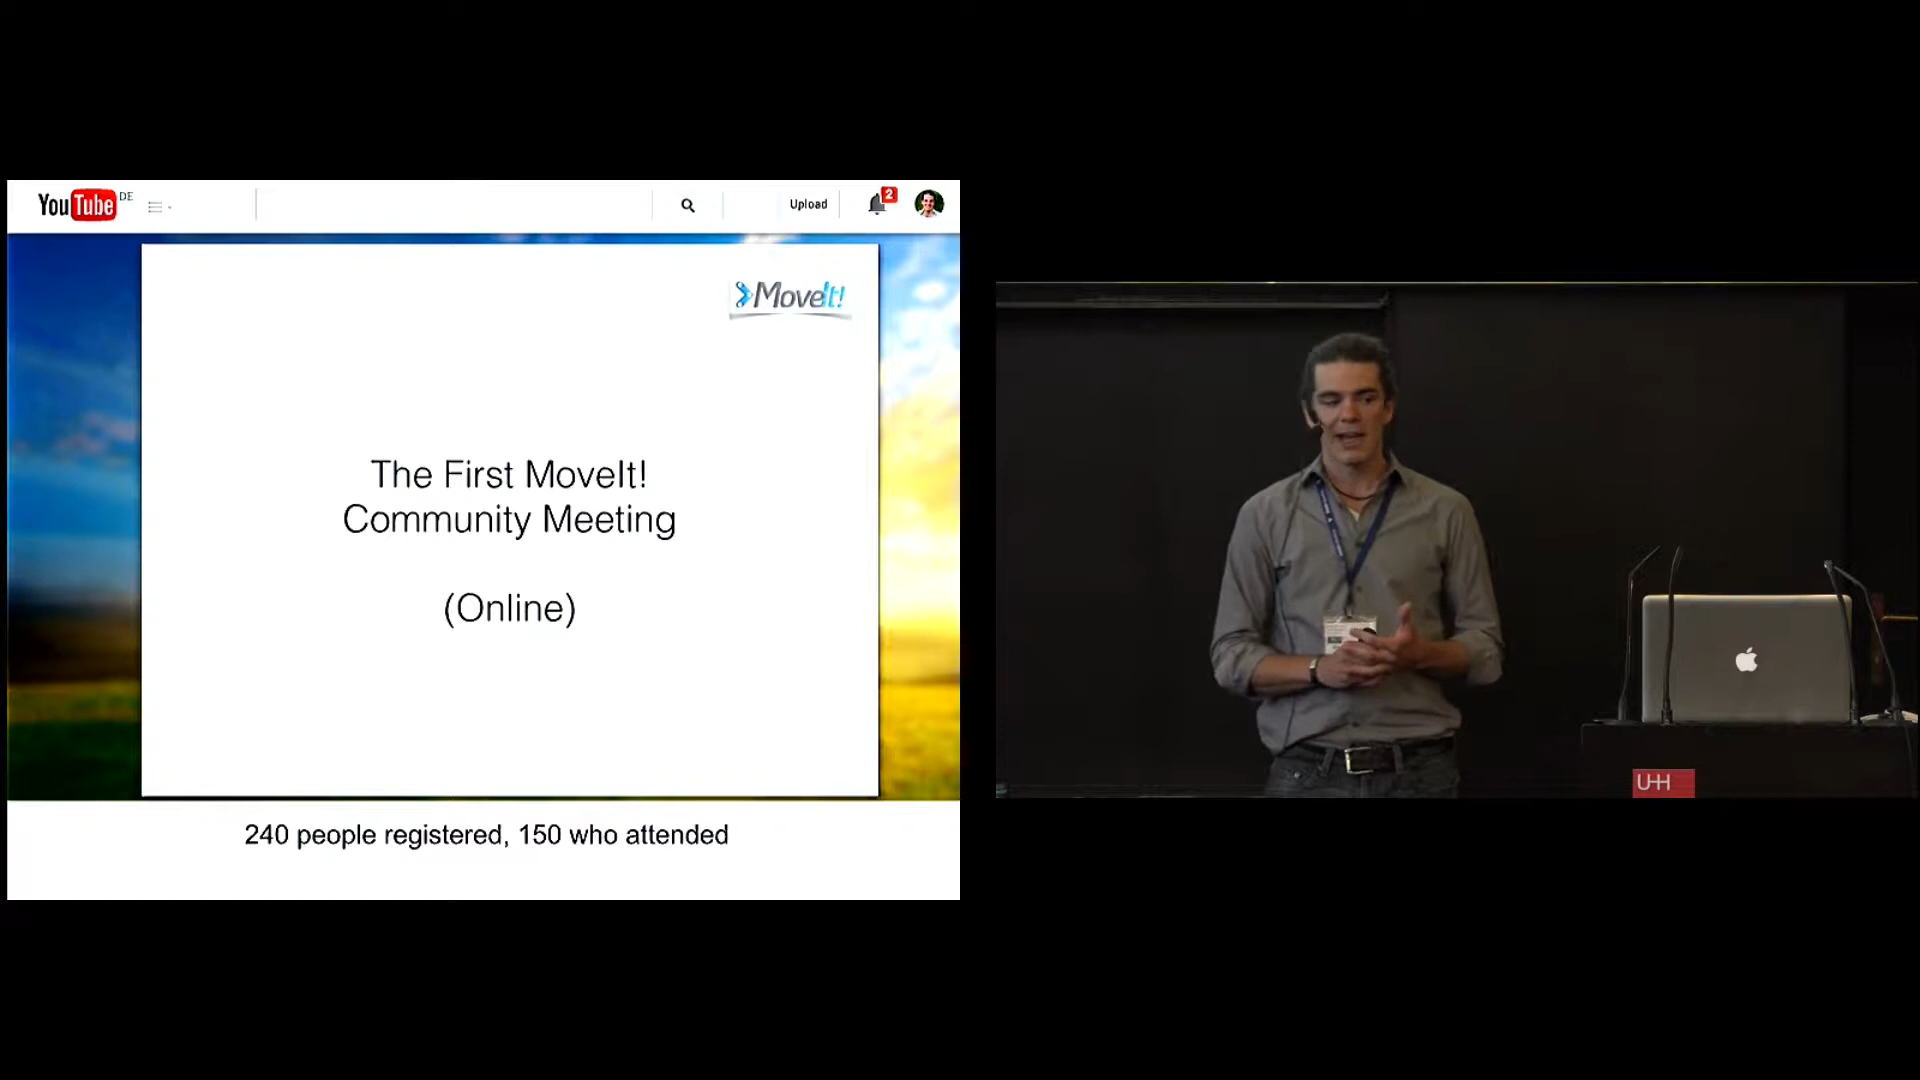 YouTube DE
Upload
2
MoveIt!
The First MoveIt!
Community Meeting
(Online)
240 people registered, 150 who attended
UHH